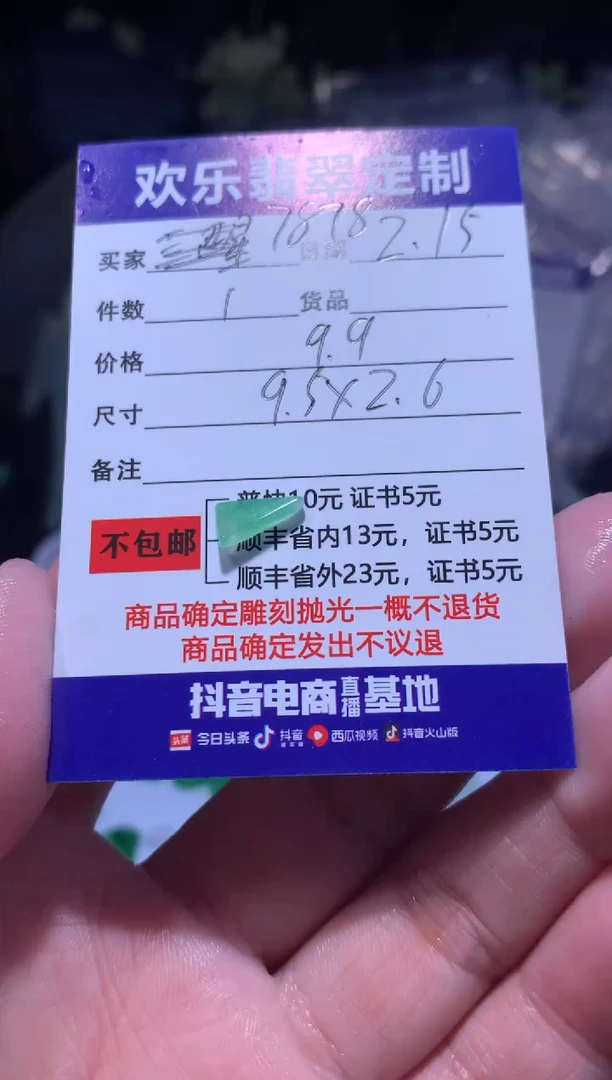 欢乐翡翠定制
买家 7878 2.15
件数 1 货品
价格 9.9
尺寸 9.5×2.6
备注
10元 证书5元
不包邮 顺丰省内13元，证书5元
顺丰省外23元，证书5元
商品确定雕刻抛光一概不退货
商品确定发出不议退
抖音电商直播基地
头条 今日头条 抖音 西瓜视频 抖音火山版